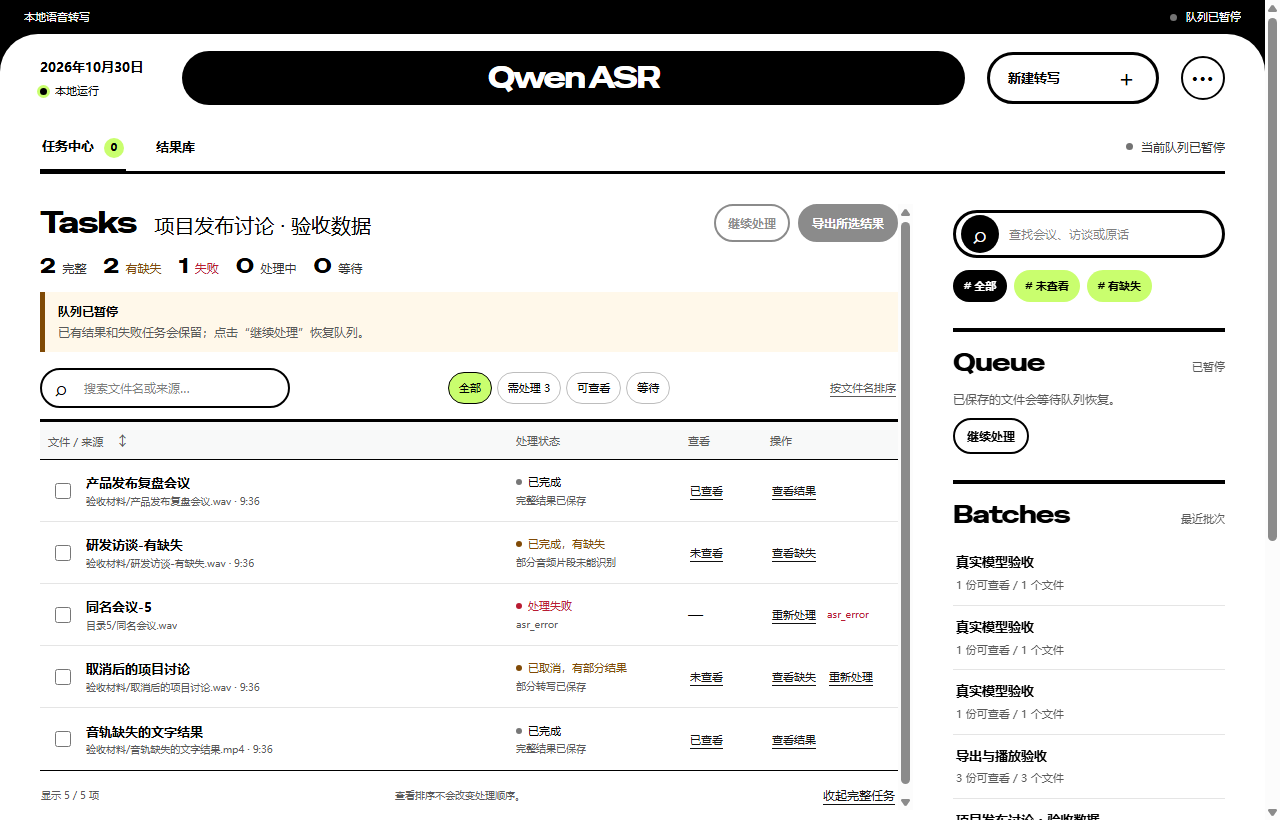 本地语音转写
队列已暂停
2026年10月30日
本地运行
Qwen ASR
新建转写 +
任务中心 0
结果库
当前队列已暂停
Tasks 项目发布讨论 · 验收数据
继续处理
导出所选结果
2 完整 2 有缺失 1 失败 0 处理中 0 等待
队列已暂停
已有结果和失败任务会保留；点击“继续处理”恢复队列。
搜索文件名或来源...
全部
需处理 3
可查看
等待
按文件名排序
文件 / 来源 处理状态 查看 操作
产品发布复盘会议
验收材料/产品发布复盘会议.wav · 9:36
已完成
完整结果已保存
已查看
查看结果
研发访谈-有缺失
验收材料/研发访谈-有缺失.wav · 9:36
已完成，有缺失
部分音频片段未能识别
未查看
查看缺失
同名会议-5
目录5/同名会议.wav
处理失败
asr_error
—
重新处理 asr_error
取消后的项目讨论
验收材料/取消后的项目讨论.wav · 9:36
已取消，有部分结果
部分转写已保存
未查看
查看缺失 重新处理
音轨缺失的文字结果
验收材料/音轨缺失的文字结果.mp4 · 9:36
已完成
完整结果已保存
已查看
查看结果
显示 5 / 5 项
查看排序不会改变处理顺序。
收起完整任务
查找会议、访谈或原话
# 全部
# 未查看
# 有缺失
Queue 已暂停
已保存的文件会等待队列恢复。
继续处理
Batches 最近批次
真实模型验收
1 份可查看 / 1 个文件
真实模型验收
1 份可查看 / 1 个文件
真实模型验收
1 份可查看 / 1 个文件
导出与播放验收
3 份可查看 / 3 个文件
项目发布讨论 · 验收数据